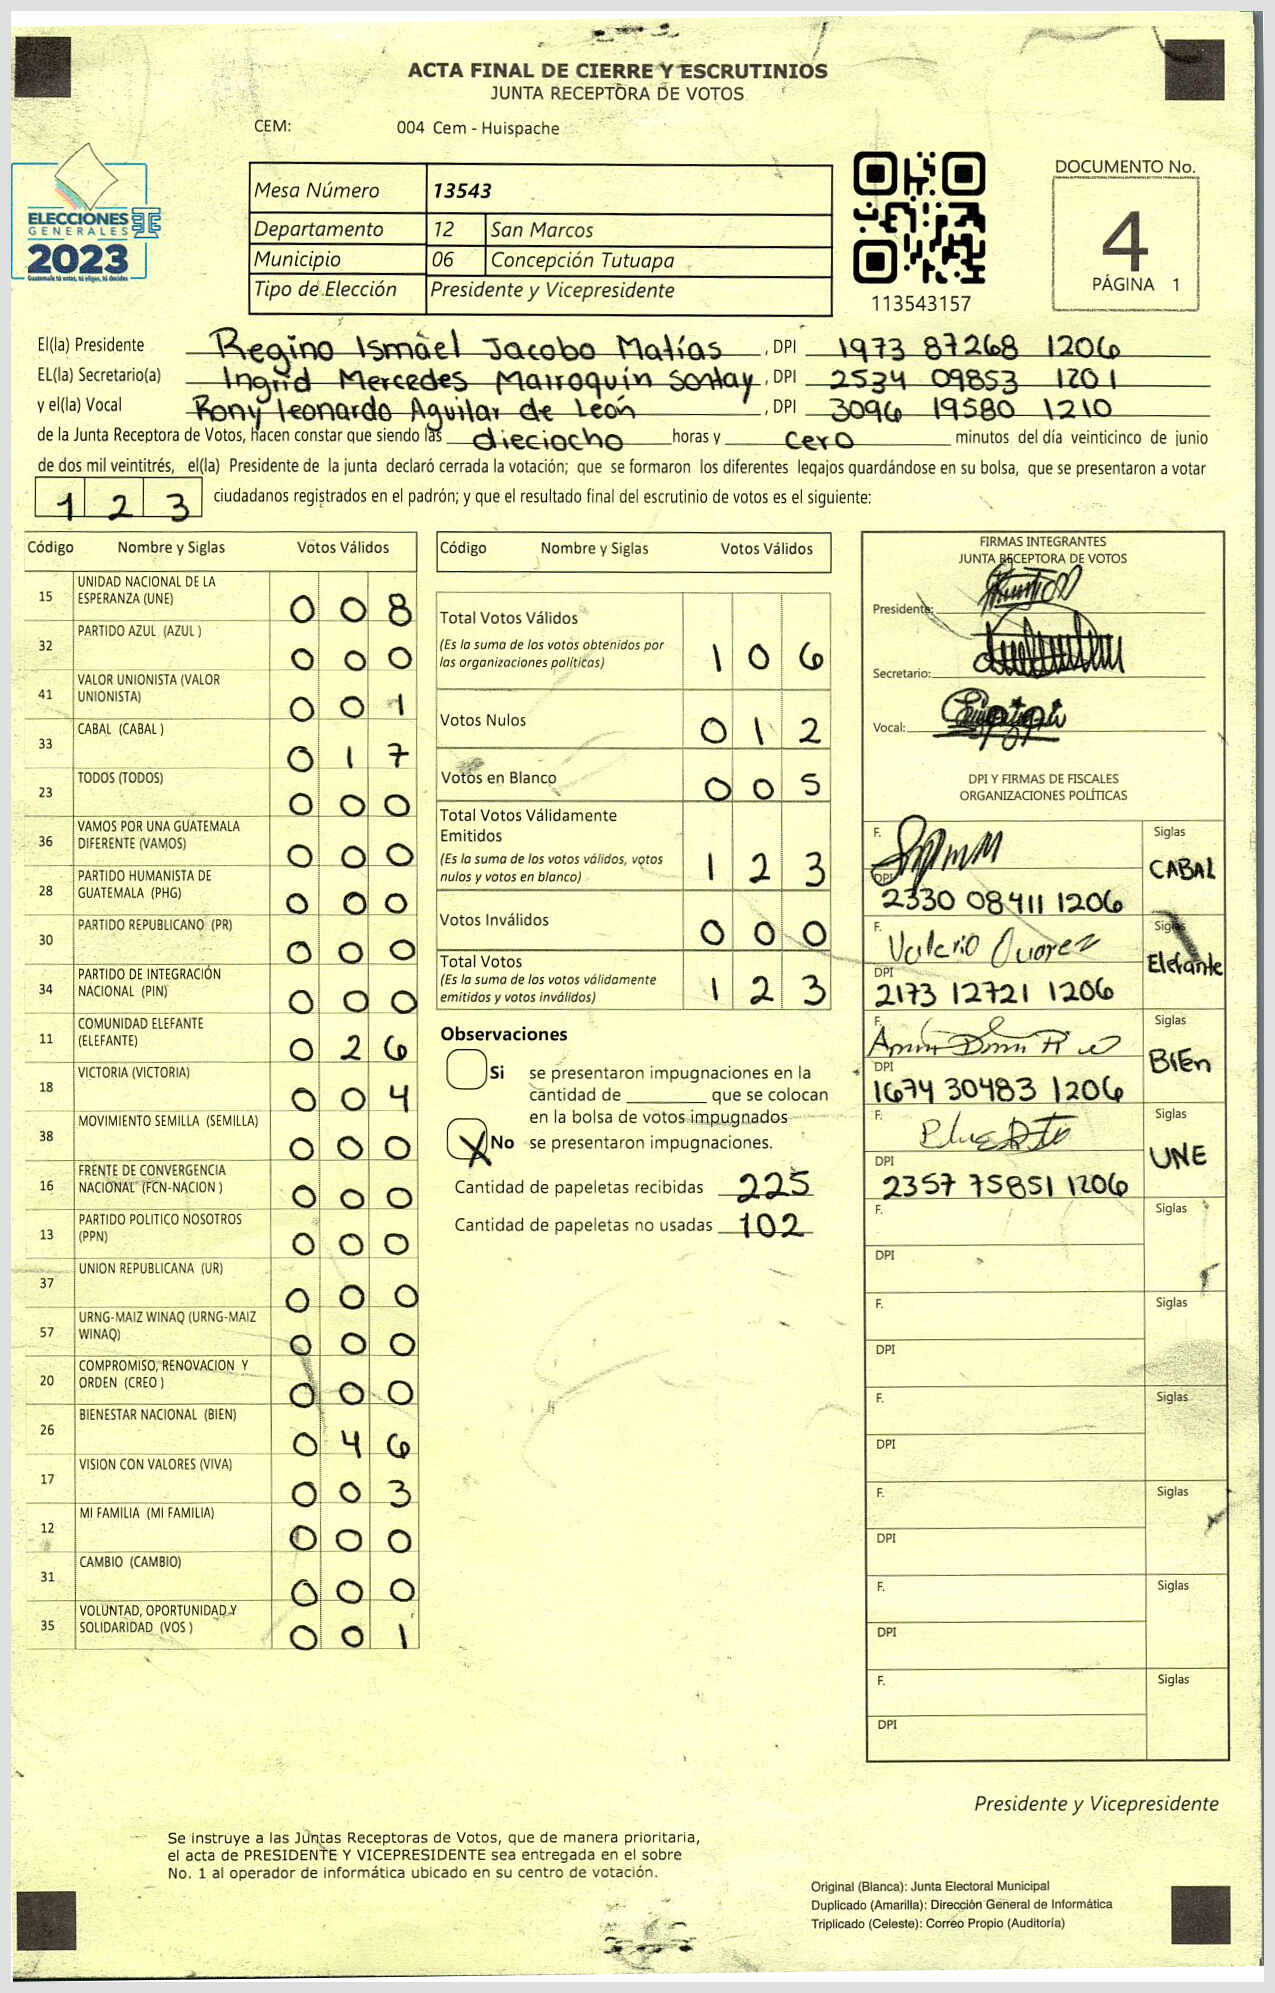 ACTA FINAL DE CIERRE Y ESCRUTINIOS
JUNTA RECEPTORA DE VOTOS
CEM: 004 Cem - Huispache
ELECCIONES
GENERALES
2023
Guatemala tú votas, tú eliges, tú decides
Mesa Número 13543
Departamento 12 San Marcos
Municipio 06 Concepción Tutuapa
Tipo de Elección Presidente y Vicepresidente
113543157
DOCUMENTO No.
4
PÁGINA 1
El(la) Presidente Regino Ismael Jacobo Matías , DPI 1973 87268 1206
EL(la) Secretario(a) Ingrid Mercedes Marroquín Sontay , DPI 2534 09853 1201
y el(la) Vocal Rony Leonardo Aguilar de León , DPI 3096 19580 1210
de la Junta Receptora de Votos, hacen constar que siendo las dieciocho horas y cero minutos del día veinticinco de junio
de dos mil veintitrés, el(la) Presidente de la junta declaró cerrada la votación; que se formaron los diferentes legajos guardándose en su bolsa, que se presentaron a votar
1 2 3 ciudadanos registrados en el padrón; y que el resultado final del escrutinio de votos es el siguiente:
Código Nombre y Siglas Votos Válidos
15 UNIDAD NACIONAL DE LA
ESPERANZA (UNE) 0 0 8
32 PARTIDO AZUL (AZUL ) 0 0 0
41 VALOR UNIONISTA (VALOR
UNIONISTA) 0 0 1
33 CABAL (CABAL ) 0 1 7
23 TODOS (TODOS) 0 0 0
36 VAMOS POR UNA GUATEMALA
DIFERENTE (VAMOS) 0 0 0
28 PARTIDO HUMANISTA DE
GUATEMALA (PHG) 0 0 0
30 PARTIDO REPUBLICANO (PR) 0 0 0
34 PARTIDO DE INTEGRACIÓN
NACIONAL (PIN) 0 0 0
11 COMUNIDAD ELEFANTE
(ELEFANTE) 0 2 6
18 VICTORIA (VICTORIA) 0 0 4
38 MOVIMIENTO SEMILLA (SEMILLA) 0 0 0
16 FRENTE DE CONVERGENCIA
NACIONAL (FCN-NACION ) 0 0 0
13 PARTIDO POLITICO NOSOTROS
(PPN) 0 0 0
37 UNION REPUBLICANA (UR) 0 0 0
57 URNG-MAIZ WINAQ (URNG-MAIZ
WINAQ) 0 0 0
20 COMPROMISO, RENOVACION Y
ORDEN (CREO ) 0 0 0
26 BIENESTAR NACIONAL (BIEN) 0 4 6
17 VISION CON VALORES (VIVA) 0 0 3
12 MI FAMILIA (MI FAMILIA) 0 0 0
31 CAMBIO (CAMBIO) 0 0 0
35 VOLUNTAD, OPORTUNIDAD Y
SOLIDARIDAD (VOS ) 0 0 1
Código Nombre y Siglas Votos Válidos
Total Votos Válidos
(Es la suma de los votos obtenidos por
las organizaciones políticas) 1 0 6
Votos Nulos 0 1 2
Votos en Blanco 0 0 5
Total Votos Válidamente
Emitidos
(Es la suma de los votos válidos, votos
nulos y votos en blanco) 1 2 3
Votos Inválidos 0 0 0
Total Votos
(Es la suma de los votos válidamente
emitidos y votos inválidos) 1 2 3
Observaciones
Si se presentaron impugnaciones en la
cantidad de ________ que se colocan
en la bolsa de votos impugnados
X No se presentaron impugnaciones.
Cantidad de papeletas recibidas 225
Cantidad de papeletas no usadas 102
FIRMAS INTEGRANTES
JUNTA RECEPTORA DE VOTOS
Presidente:
Secretario:
Vocal:
DPI Y FIRMAS DE FISCALES
ORGANIZACIONES POLÍTICAS
F. Siglas
CABAL
DPI
2330 08411 1206
F. Valerio Siglas
Elefante
DPI
2173 12721 1206
F. Siglas
BIEn
DPI
1674 30483 1206
F. Siglas
UNE
DPI
2357 75851 1206
F. Siglas
DPI
F. Siglas
DPI
F. Siglas
DPI
F. Siglas
DPI
F. Siglas
DPI
F. Siglas
DPI
Presidente y Vicepresidente
Se instruye a las Juntas Receptoras de Votos, que de manera prioritaria,
el acta de PRESIDENTE Y VICEPRESIDENTE sea entregada en el sobre
No. 1 al operador de informática ubicado en su centro de votación.
Original (Blanca): Junta Electoral Municipal
Duplicado (Amarilla): Dirección General de Informática
Triplicado (Celeste): Correo Propio (Auditoría)